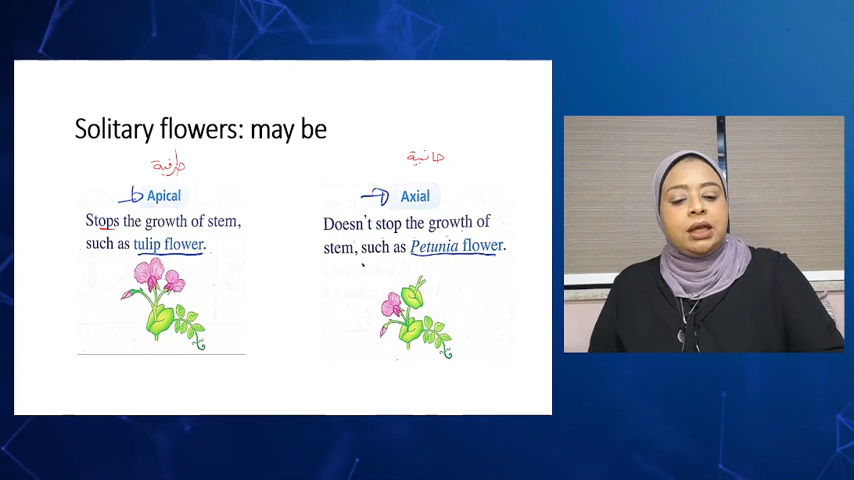 Solitary flowers: may be
طرفية
جانبية
Apical
Axial
Stops the growth of stem,
such as tulip flower.
Doesn't stop the growth of
stem, such as Petunia flower.